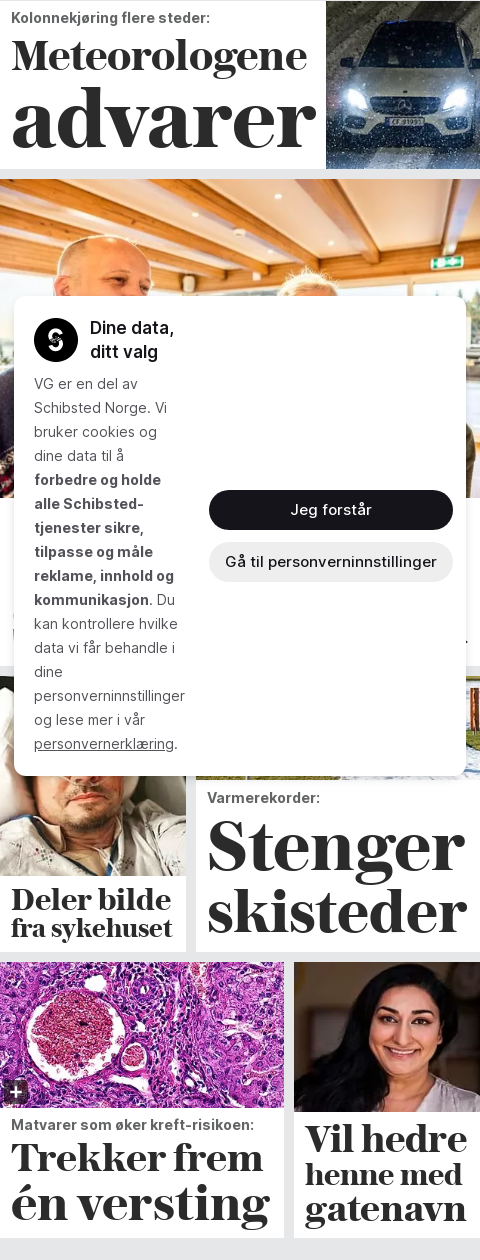 Kolonnekjøring flere steder:
Meteorologene
advarer
Dine data,
ditt valg
VG er en del av
Schibsted Norge. Vi
bruker cookies og
dine data til å
forbedre og holde
alle Schibsted-
tjenester sikre,
tilpasse og måle
reklame, innhold og
kommunikasjon. Du
kan kontrollere hvilke
data vi får behandle i
dine
personverninnstillinger
og lese mer i vår
personvernerklæring.
Jeg forstår
Gå til personverninnstillinger
Deler bilde
fra sykehuset
Varmerekorder:
Stenger
skisteder
Matvarer som øker kreft-risikoen:
Trekker frem
én versting
Vil hedre
henne med
gatenavn